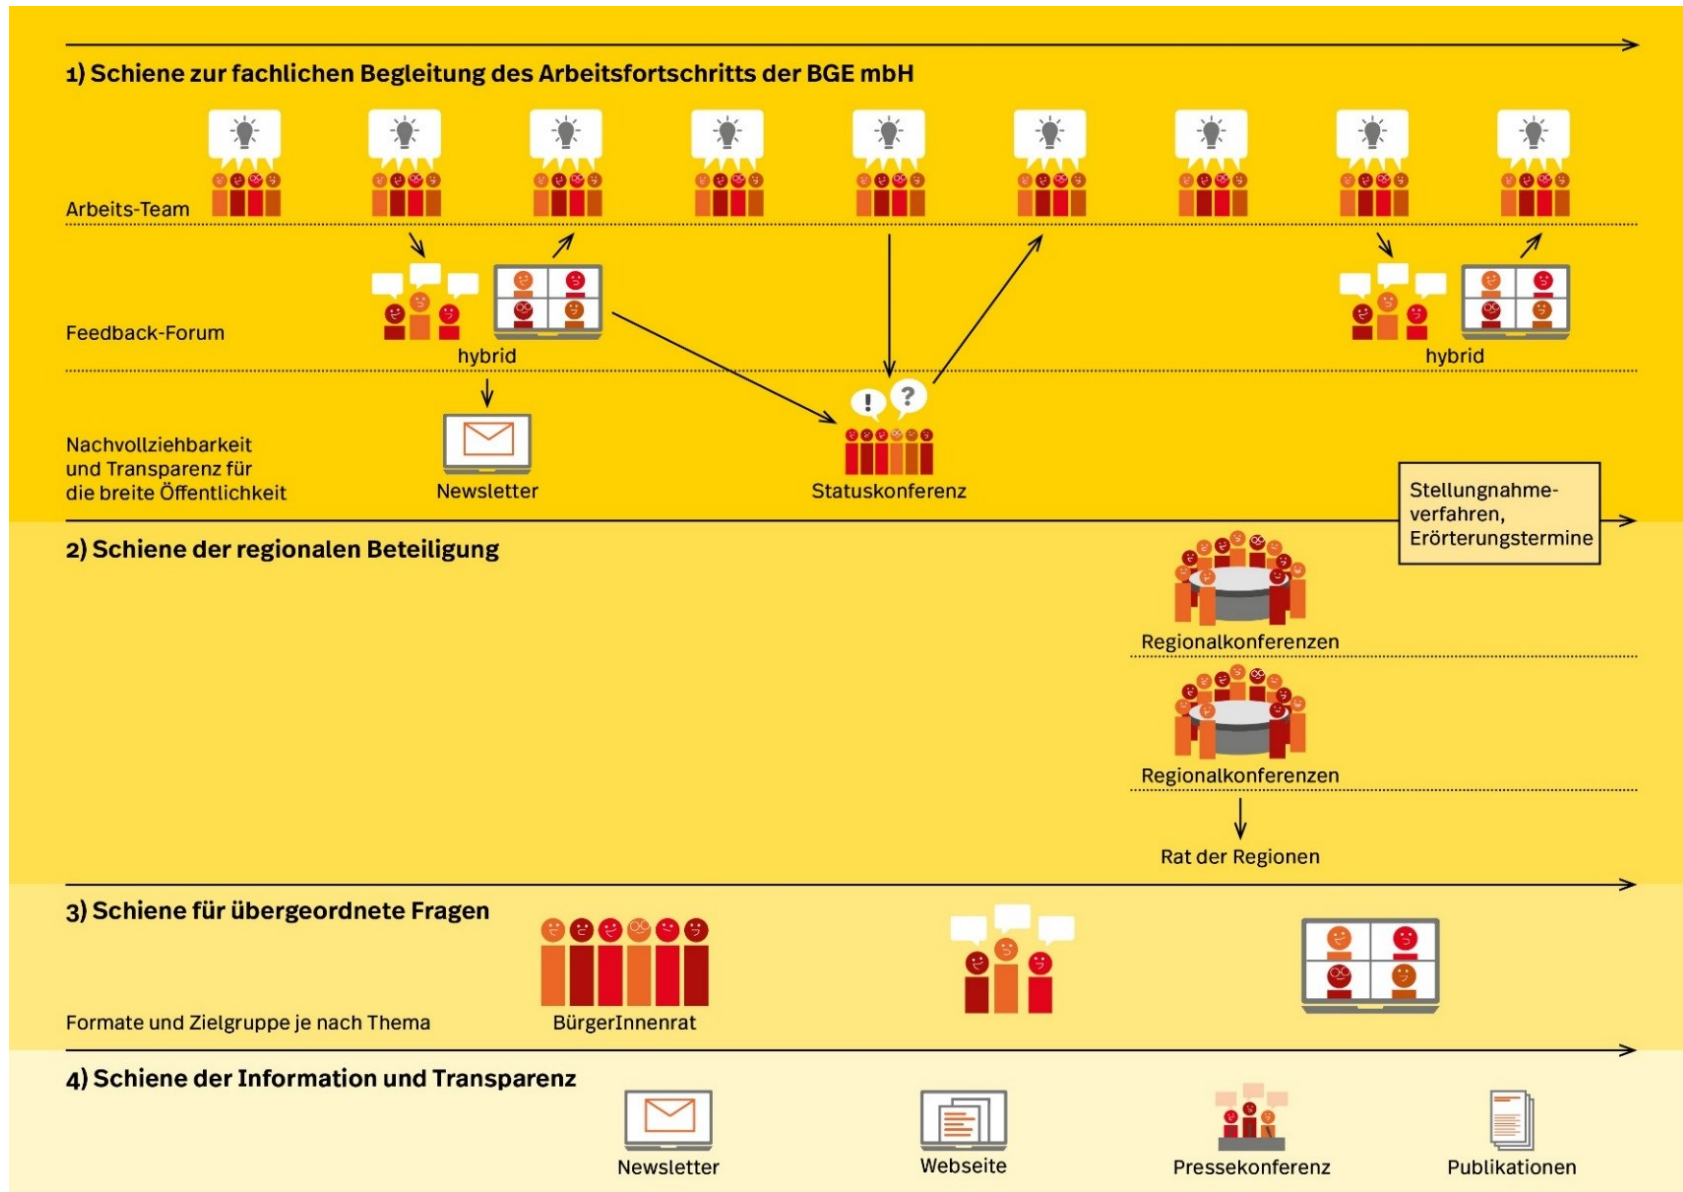 1) Schiene zur fachlichen Begleitung des Arbeitsfortschritts der BGE mbH
Arbeits-Team
Feedback-Forum
hybrid
hybrid
! ?
Nachvollziehbarkeit
und Transparenz für
die breite Öffentlichkeit
Newsletter
Statuskonferenz
Stellungnahme-
verfahren,
Erörterungstermine
2) Schiene der regionalen Beteiligung
Regionalkonferenzen
Regionalkonferenzen
Rat der Regionen
3) Schiene für übergeordnete Fragen
Formate und Zielgruppe je nach Thema
BürgerInnenrat
4) Schiene der Information und Transparenz
Newsletter
Webseite
Pressekonferenz
Publikationen